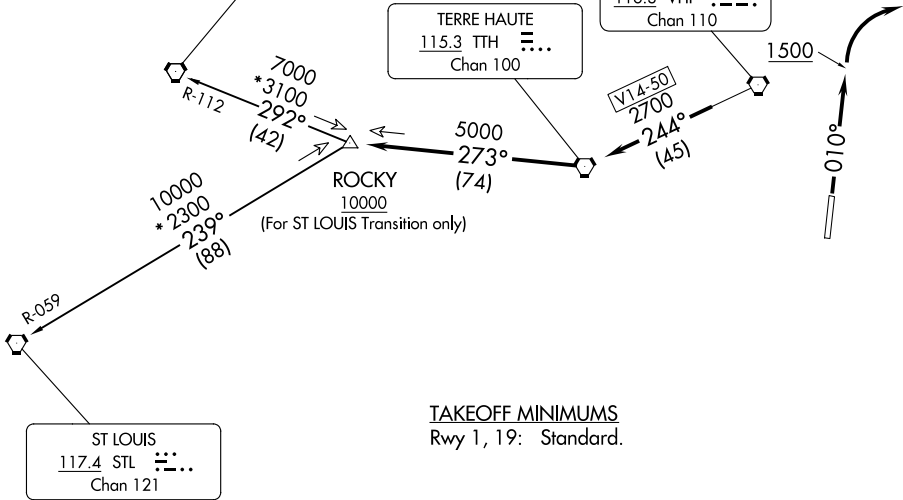 TERRE HAUTE
115.3 TTH
Chan 100
Chan 110
1500
010°
V14-50
2700
244°
(45)
5000
273°
(74)
7000
*3100
292°
(42)
R-112
ROCKY
10000
(For ST LOUIS Transition only)
10000
*2300
239°
(88)
R-059
ST LOUIS
117.4 STL
Chan 121
TAKEOFF MINIMUMS
Rwy 1, 19: Standard.